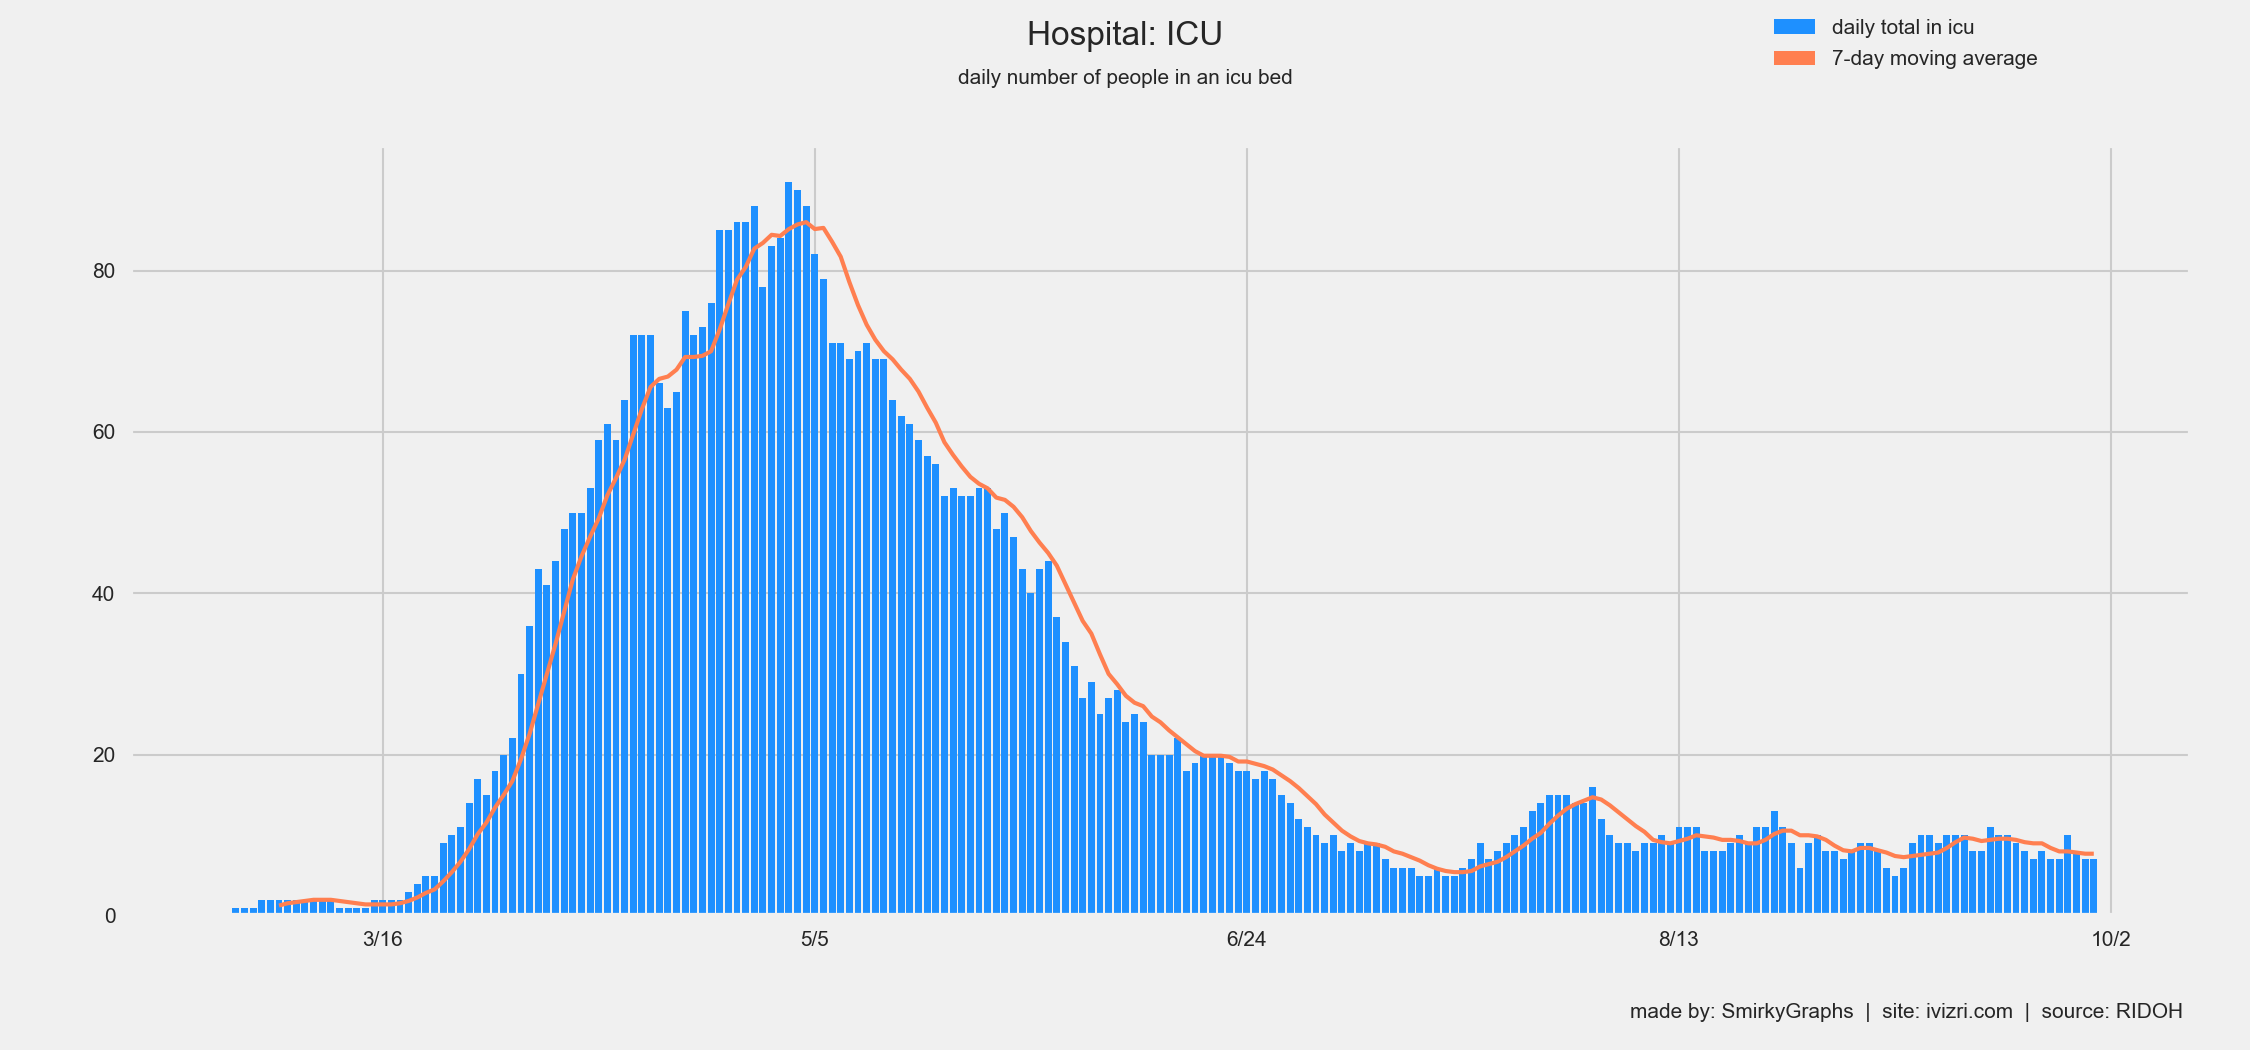 Hospital: ICU
daily number of people in an icu bed
daily total in icu
7-day moving average
80
60
40
20
0
3/16
5/5
6/24
8/13
10/2
made by: SmirkyGraphs | site: ivizri.com | source: RIDOH